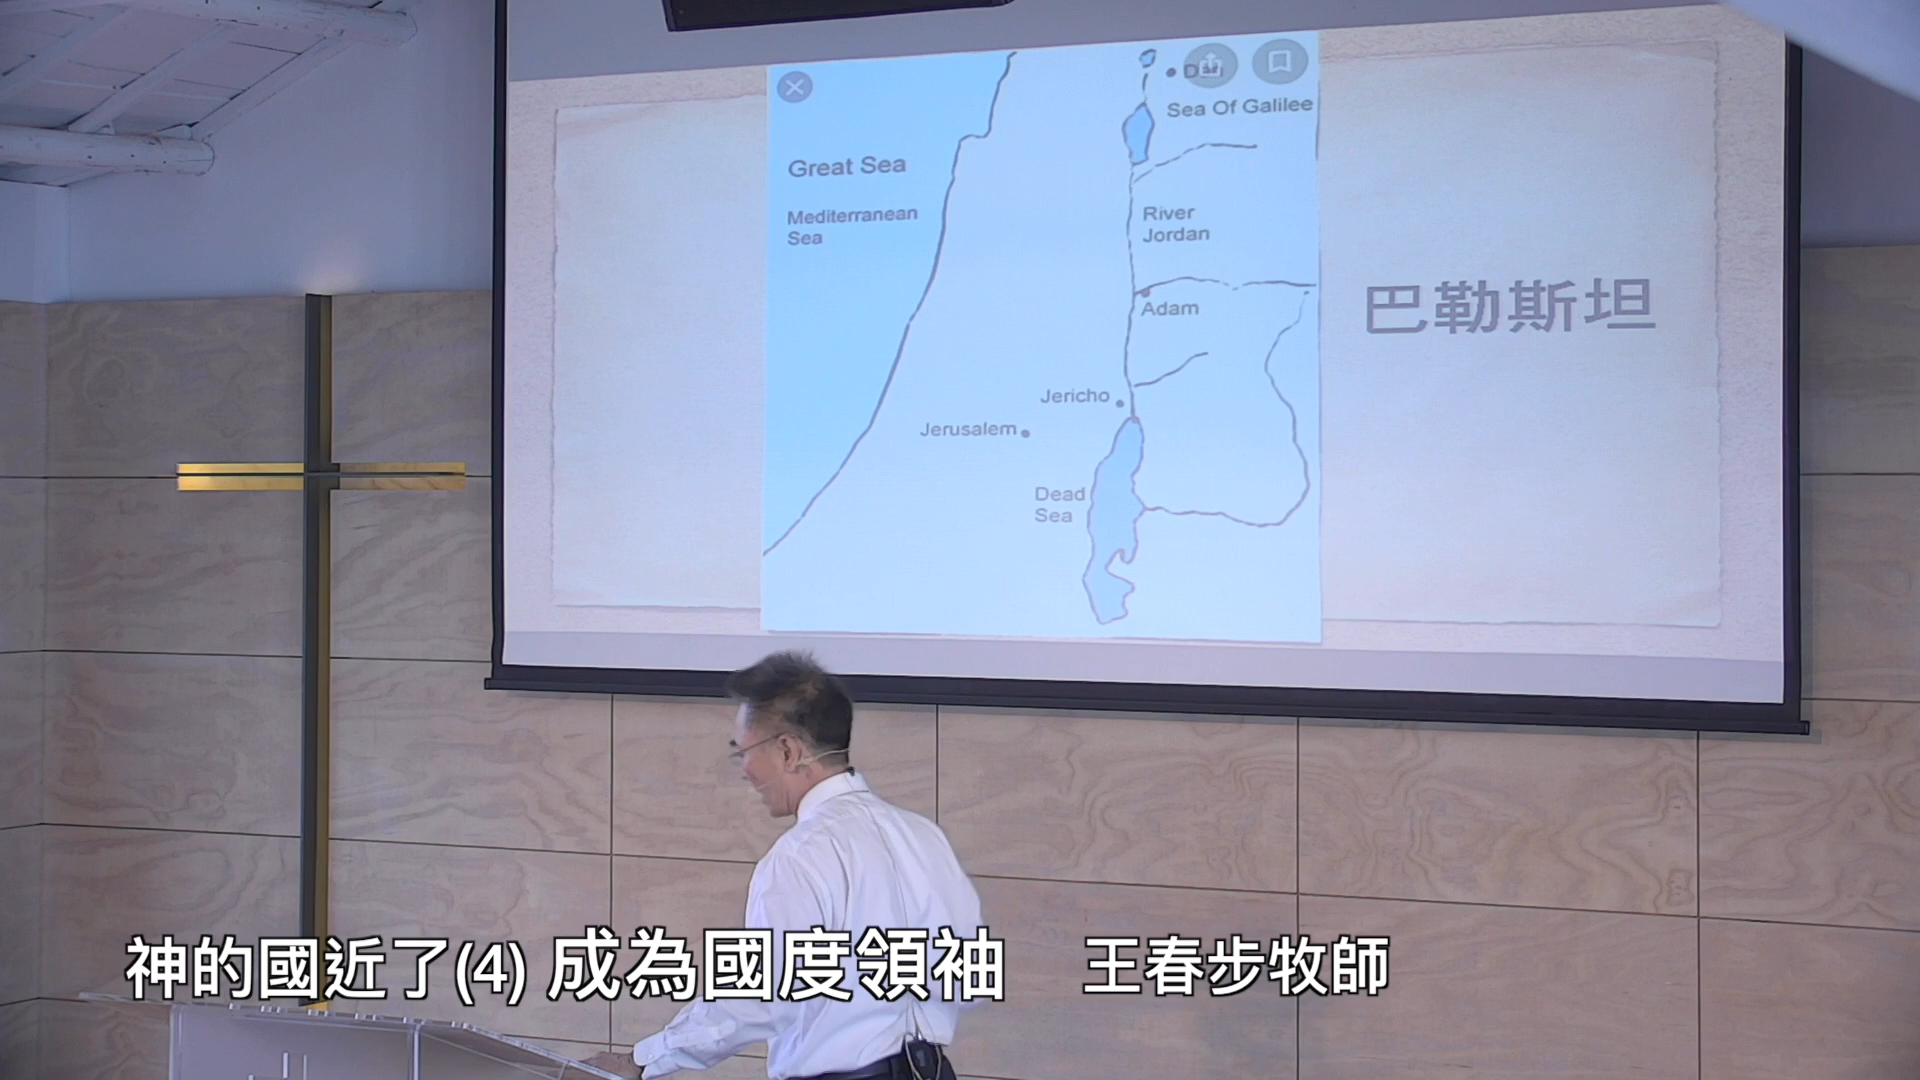 Sea Of Galilee
Great Sea
Mediterranean
Sea
River
Jordan
Adam
巴勒斯坦
Jericho
Jerusalem
Dead
Sea
神的國近了(4) 成為國度領袖 王春步牧師